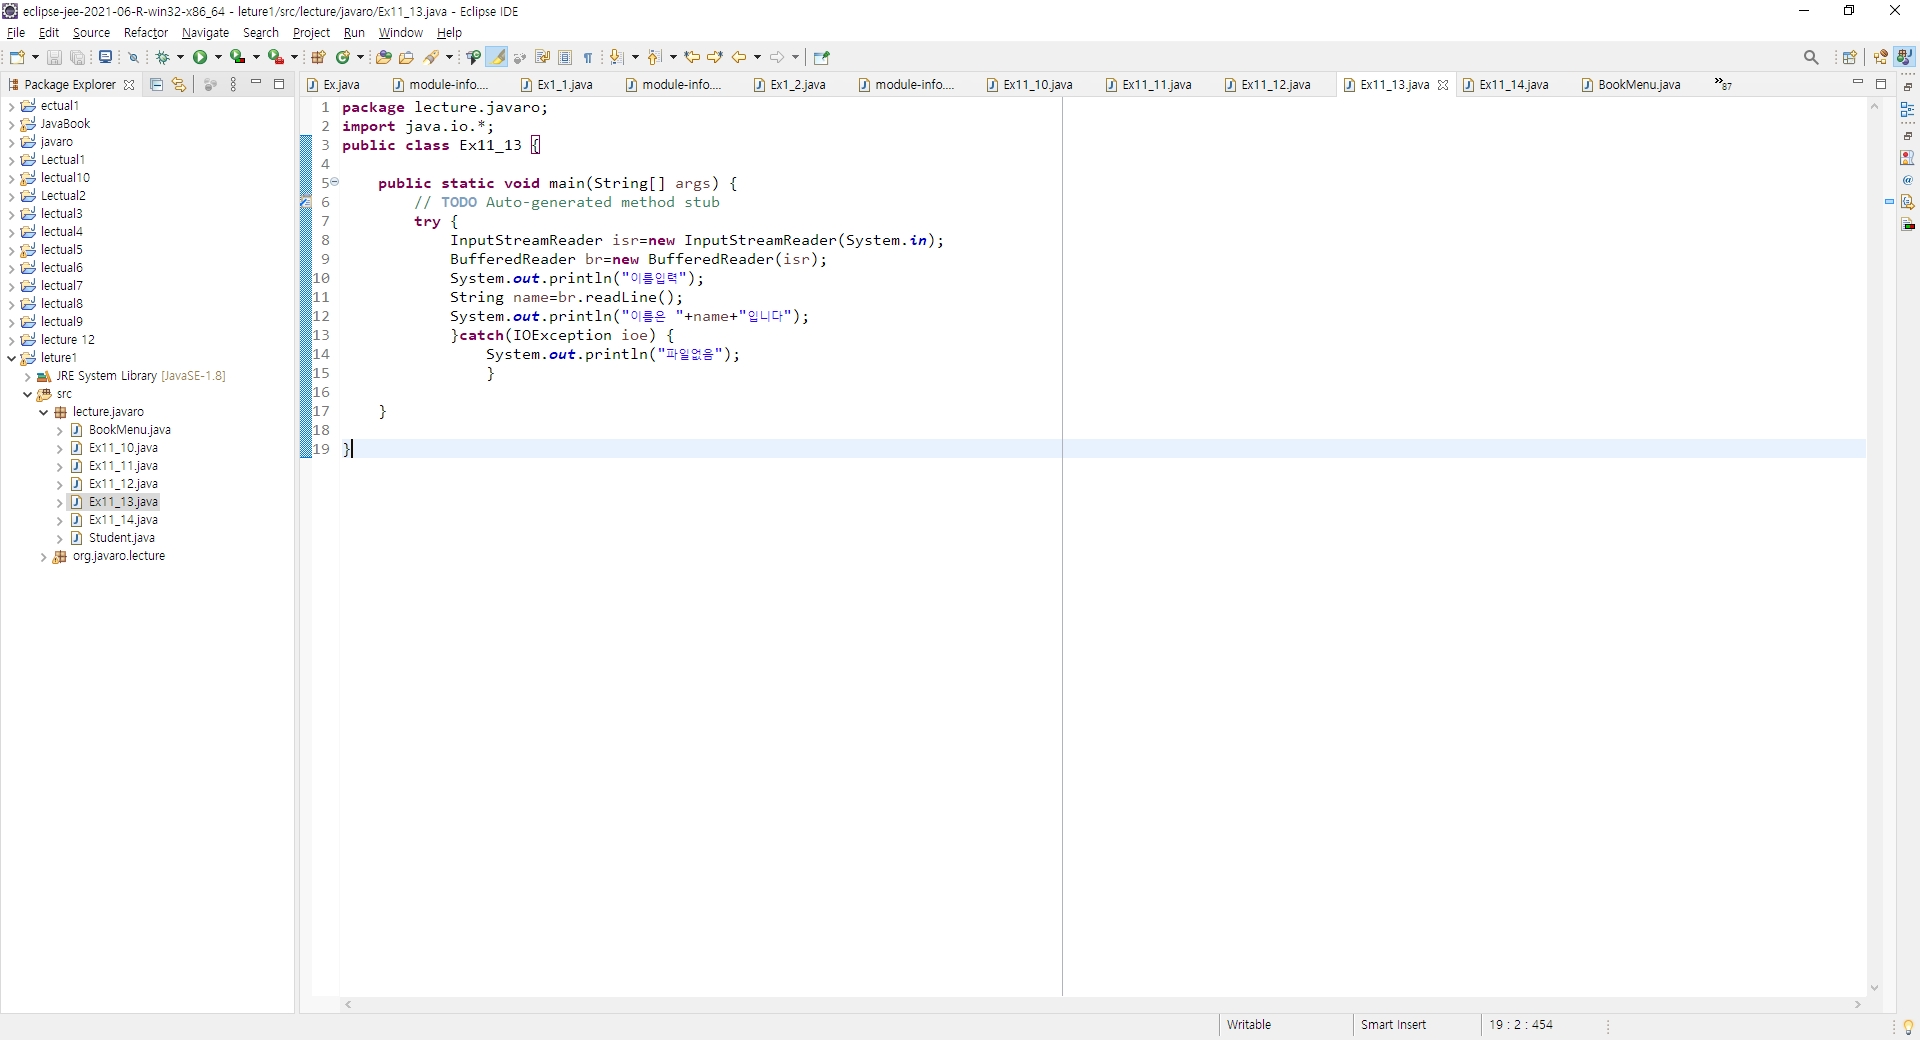 eclipse-jee-2021-06-R-win32-x86_64 - leture1/src/lecture/javaro/Ex11_13.java - Eclipse IDE
File Edit Source Refactor Navigate Search Project Run Window Help
Package Explorer
Ex.java module-info.... Ex1_1.java module-info.... Ex1_2.java module-info.... Ex11_10.java Ex11_11.java Ex11_12.java Ex11_13.java Ex11_14.java BookMenu.java »87
ectual1
JavaBook
javaro
Lectual1
lectual10
Lectual2
lectual3
lectual4
lectual5
lectual6
lectual7
lectual8
lectual9
lecture 12
leture1
JRE System Library [JavaSE-1.8]
src
lecture.javaro
BookMenu.java
Ex11_10.java
Ex11_11.java
Ex11_12.java
Ex11_13.java
Ex11_14.java
Student.java
org.javaro.lecture
1 package lecture.javaro;
2 import java.io.*;
3 public class Ex11_13 {
4
5 public static void main(String[] args) {
6 // TODO Auto-generated method stub
7 try {
8 InputStreamReader isr=new InputStreamReader(System.in);
9 BufferedReader br=new BufferedReader(isr);
10 System.out.println("이름입력");
11 String name=br.readLine();
12 System.out.println("이름은 "+name+"입니다");
13 }catch(IOException ioe) {
14 System.out.println("파일없음");
15 }
16
17 }
18
19 }
Writable Smart Insert 19 : 2 : 454